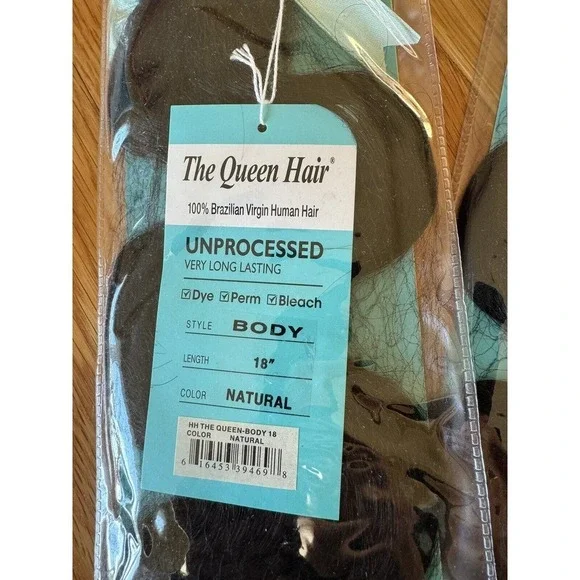 The Queen Hair®
100% Brazilian Virgin Human Hair
UNPROCESSED
VERY LONG LASTING
☑Dye ☑Perm ☑Bleach
STYLE BODY
LENGTH 18"
COLOR NATURAL
HH THE QUEEN-BODY 18
COLOR NATURAL
6 16453 39469 8